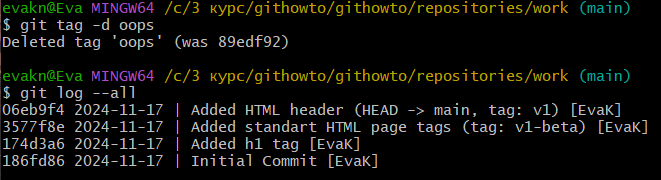 evakn@Eva MINGW64 /c/3 курс/githowto/githowto/repositories/work (main)
$ git tag -d oops
Deleted tag 'oops' (was 89edf92)
evakn@Eva MINGW64 /c/3 курс/githowto/githowto/repositories/work (main)
$ git log --all
06eb9f4 2024-11-17 | Added HTML header (HEAD -> main, tag: v1) [EvaK]
3577f8e 2024-11-17 | Added standart HTML page tags (tag: v1-beta) [EvaK]
174d3a6 2024-11-17 | Added h1 tag [EvaK]
186fd86 2024-11-17 | Initial Commit [EvaK]